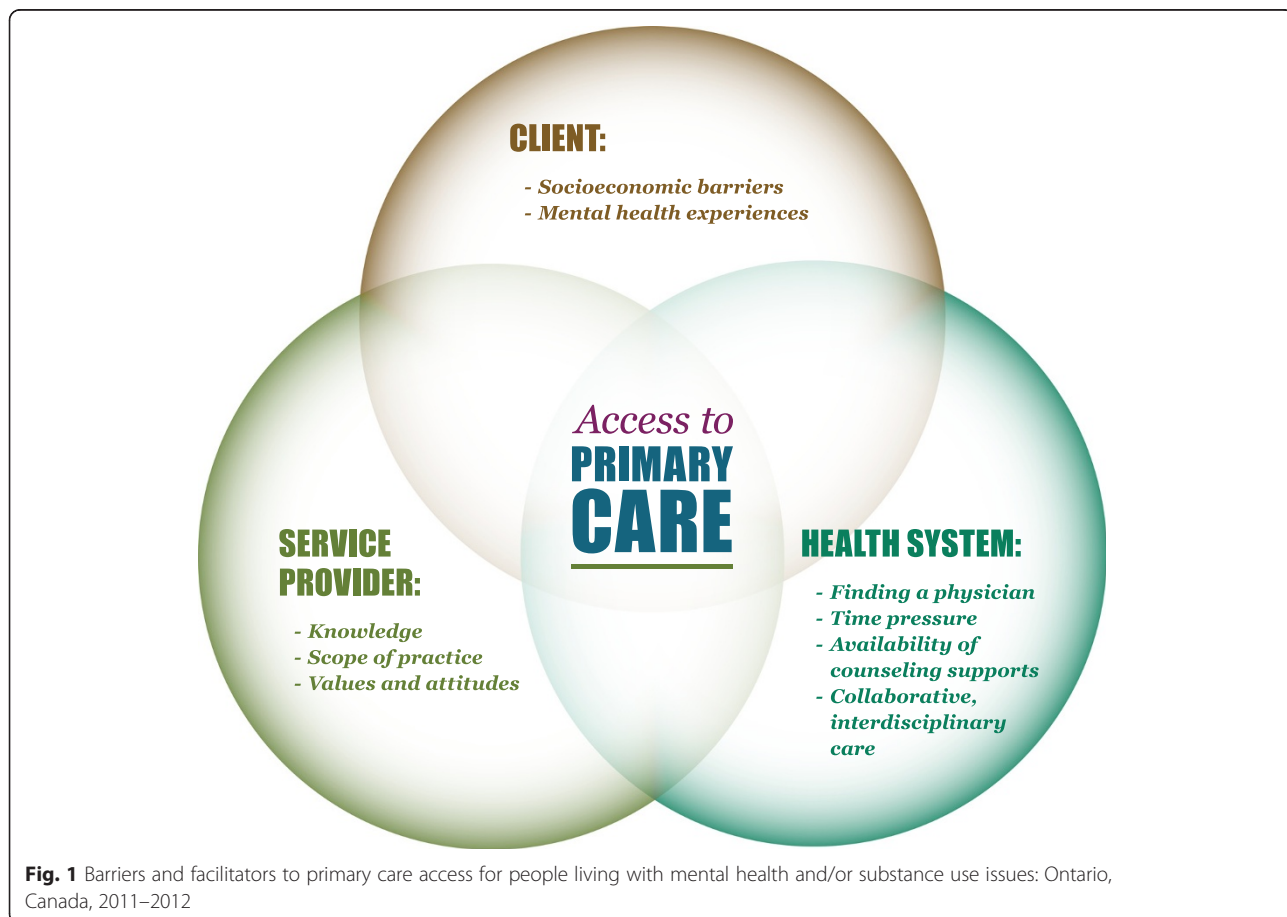 CLIENT:
- Socioeconomic barriers
- Mental health experiences
Access to
PRIMARY
CARE
SERVICE
PROVIDER:
- Knowledge
- Scope of practice
- Values and attitudes
HEALTH SYSTEM:
- Finding a physician
- Time pressure
- Availability of
counseling supports
- Collaborative,
interdisciplinary
care
Fig. 1 Barriers and facilitators to primary care access for people living with mental health and/or substance use issues: Ontario,
Canada, 2011–2012